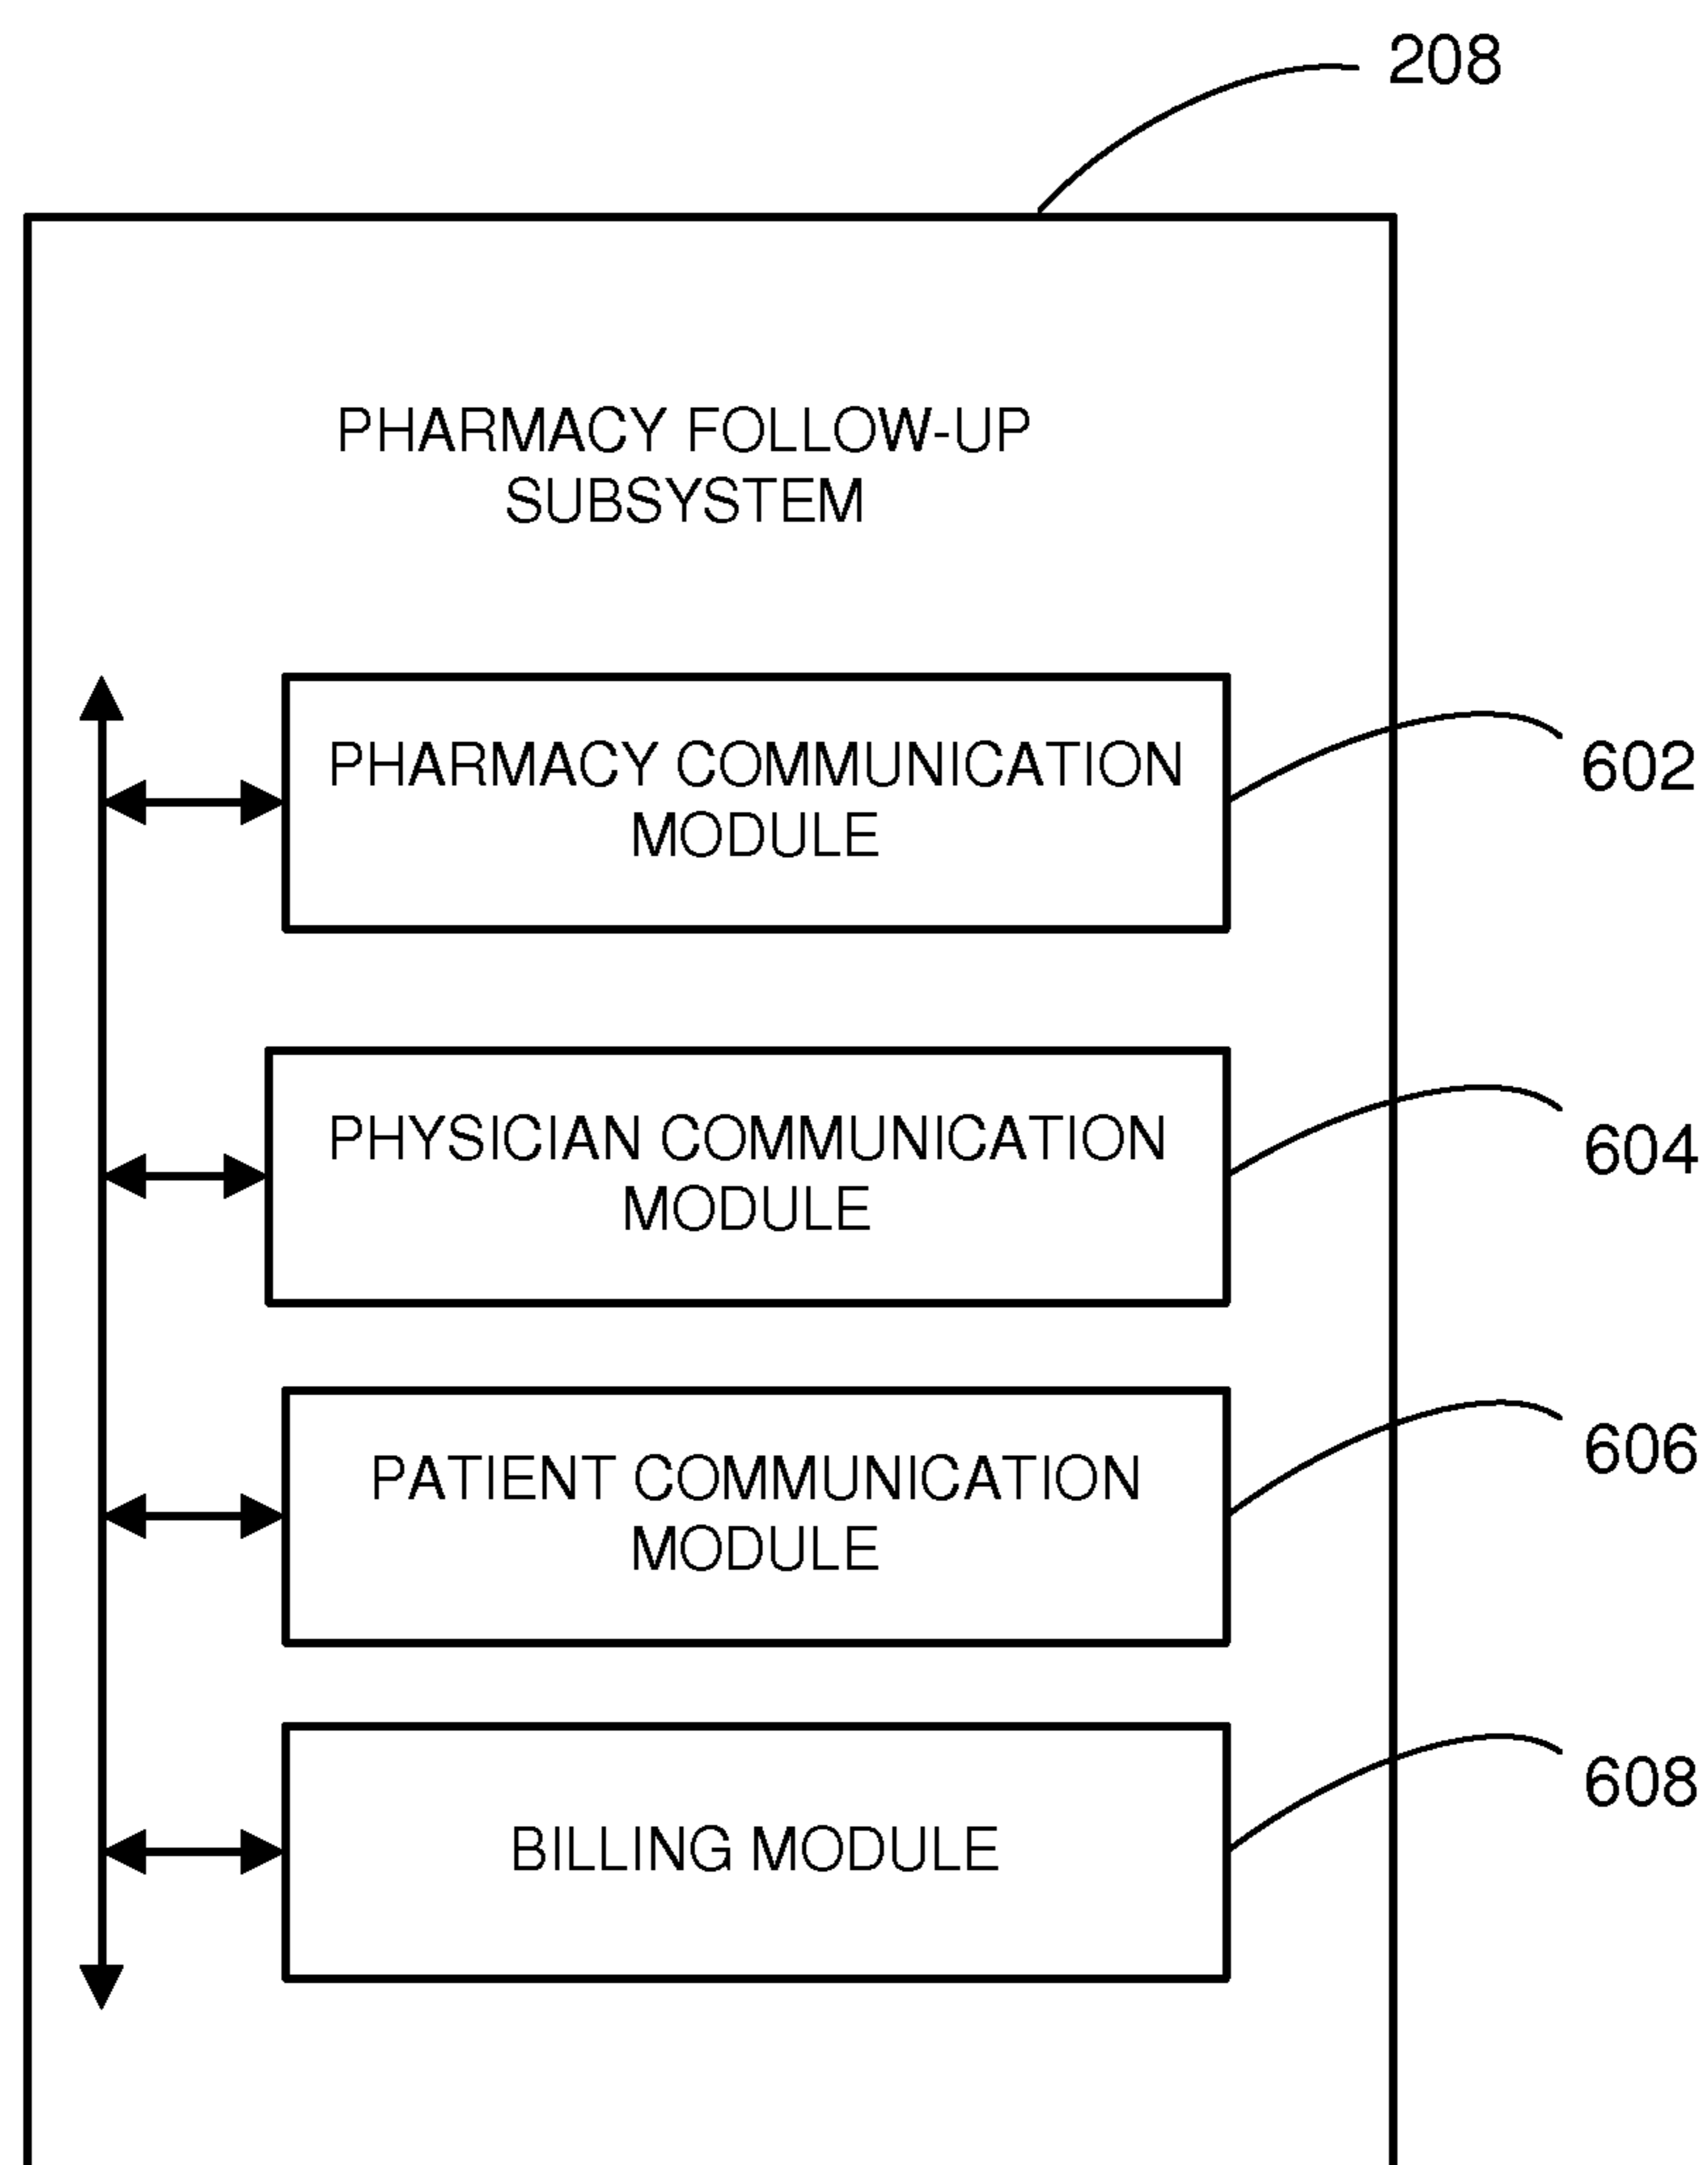 208
PHARMACY FOLLOW-UP
SUBSYSTEM
PHARMACY COMMUNICATION
MODULE
602
PHYSICIAN COMMUNICATION
MODULE
604
PATIENT COMMUNICATION
MODULE
606
BILLING MODULE
608